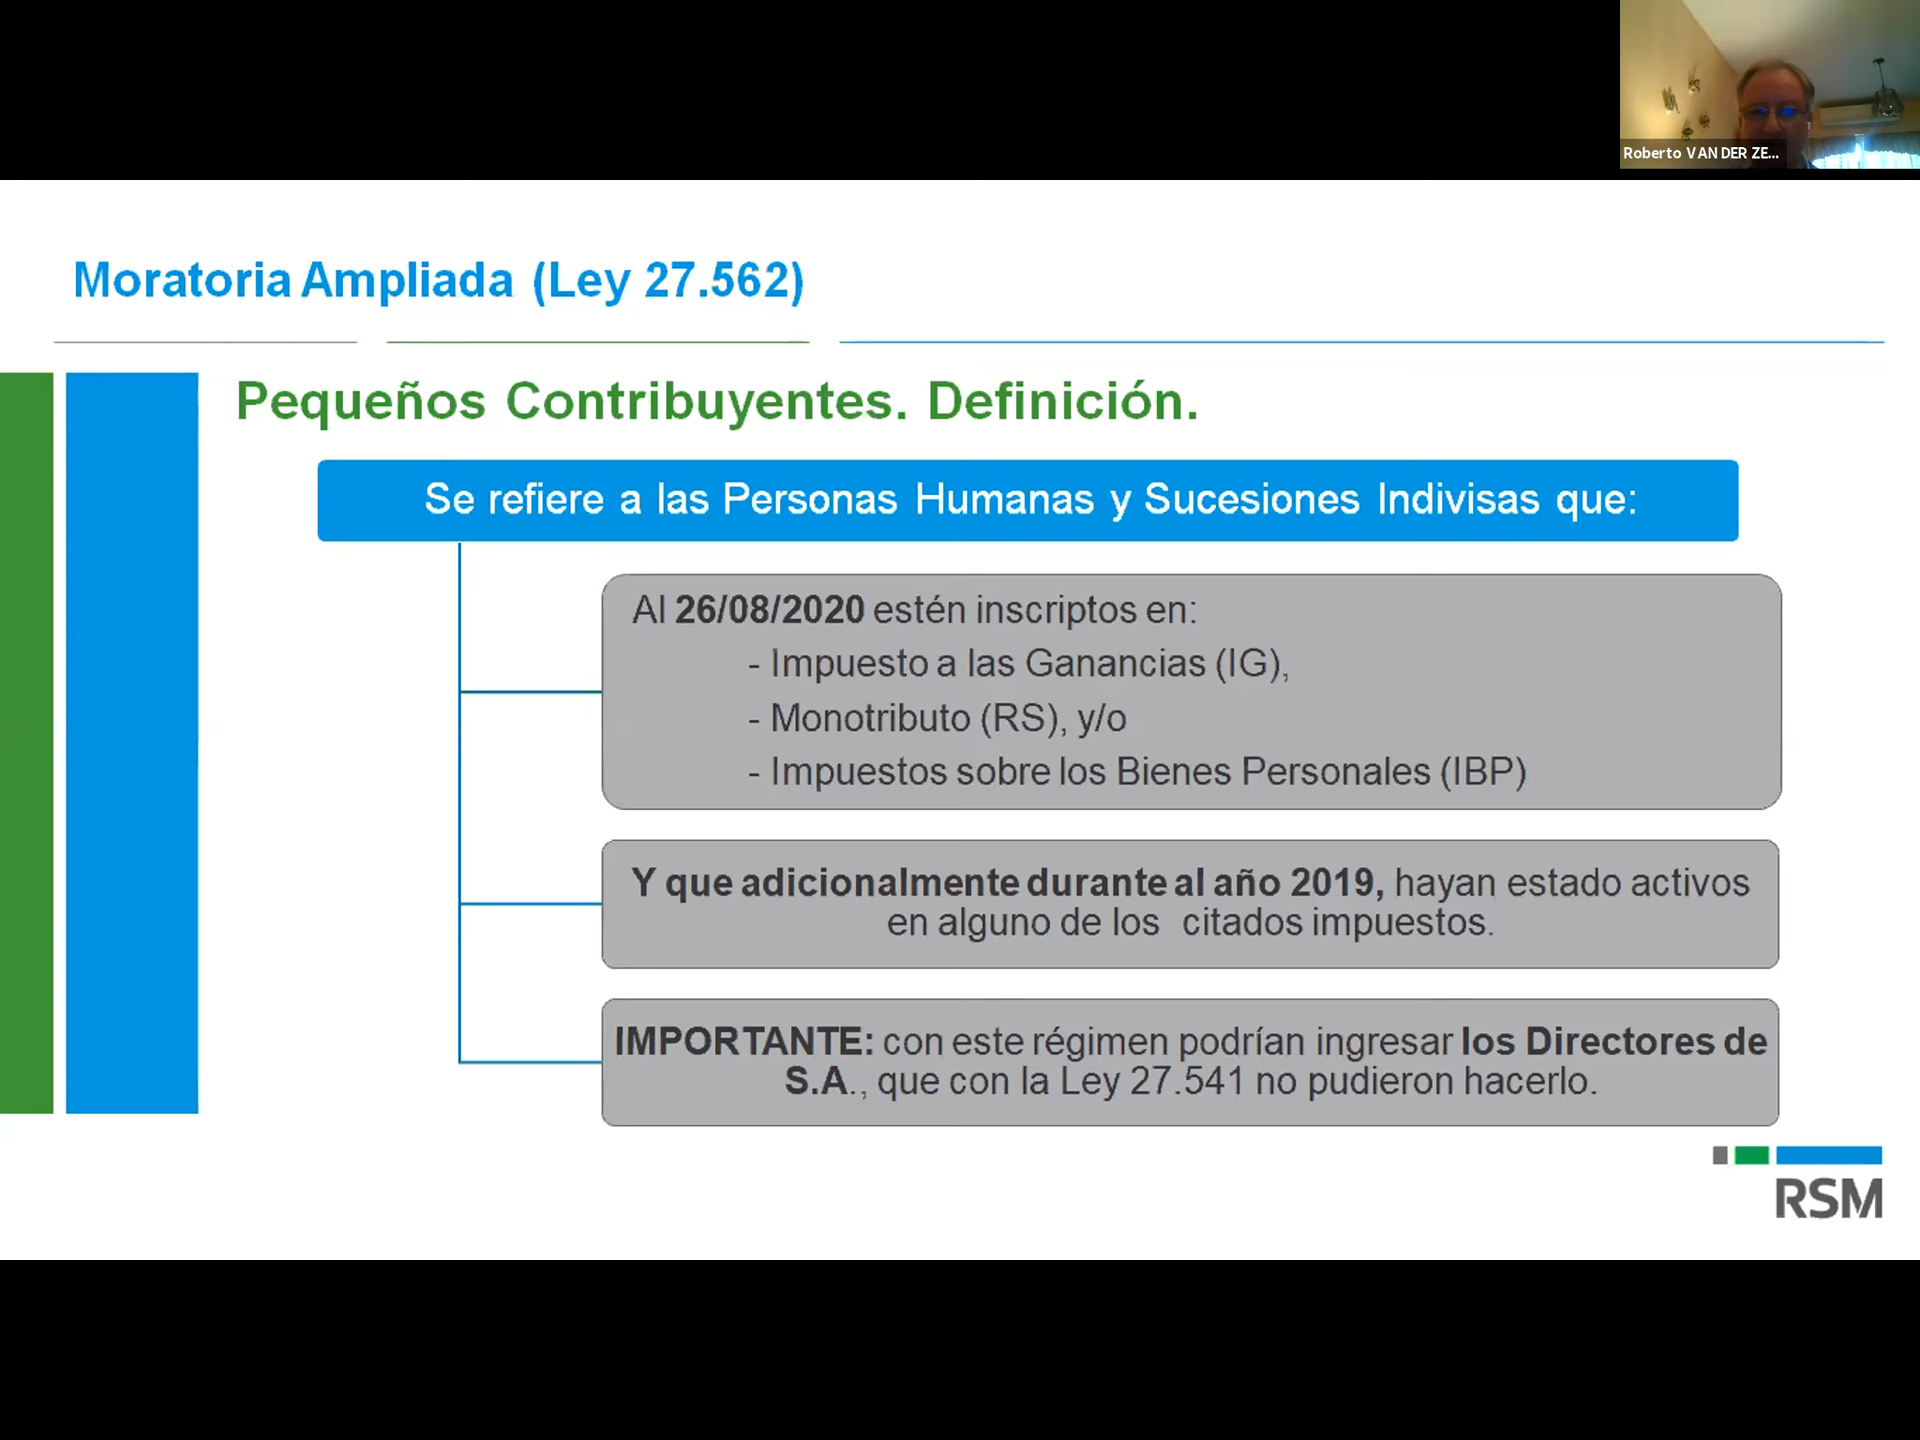 Roberto VAN DER ZE...
Moratoria Ampliada (Ley 27.562)
Pequeños Contribuyentes. Definición.
Se refiere a las Personas Humanas y Sucesiones Indivisas que:
Al 26/08/2020 estén inscriptos en:
- Impuesto a las Ganancias (IG),
- Monotributo (RS), y/o
- Impuestos sobre los Bienes Personales (IBP)
Y que adicionalmente durante al año 2019, hayan estado activos
en alguno de los citados impuestos.
IMPORTANTE: con este régimen podrían ingresar los Directores de
S.A., que con la Ley 27.541 no pudieron hacerlo.
RSM